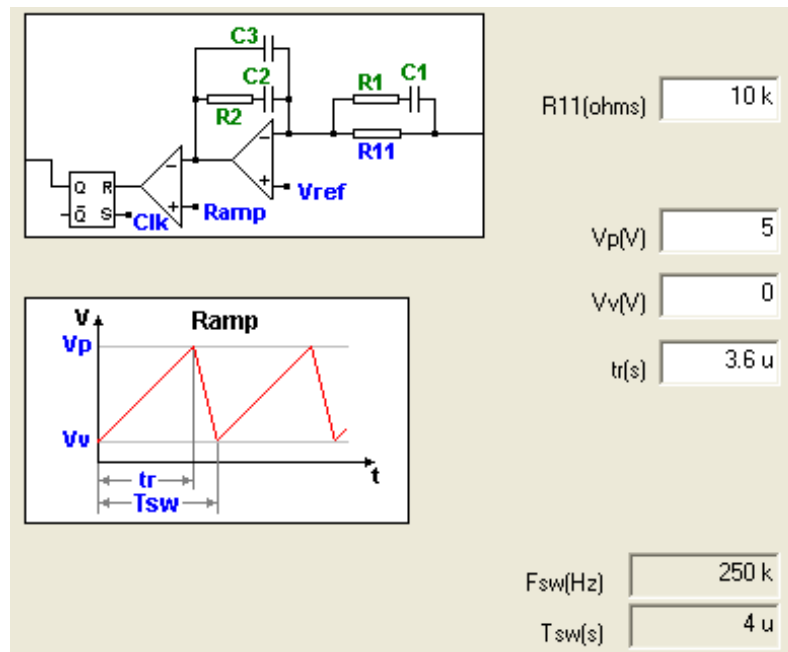 C3
C2
R2
R1 C1
R11
R11(ohms) 10 k
−
+
Vref
−
+
Ramp
Q R
Q̅ S
Clk
Vp(V) 5
Vv(V) 0
tr(s) 3.6 u
V
Ramp
Vp
Vv
t
tr
Tsw
Fsw(Hz) 250 k
Tsw(s) 4 u